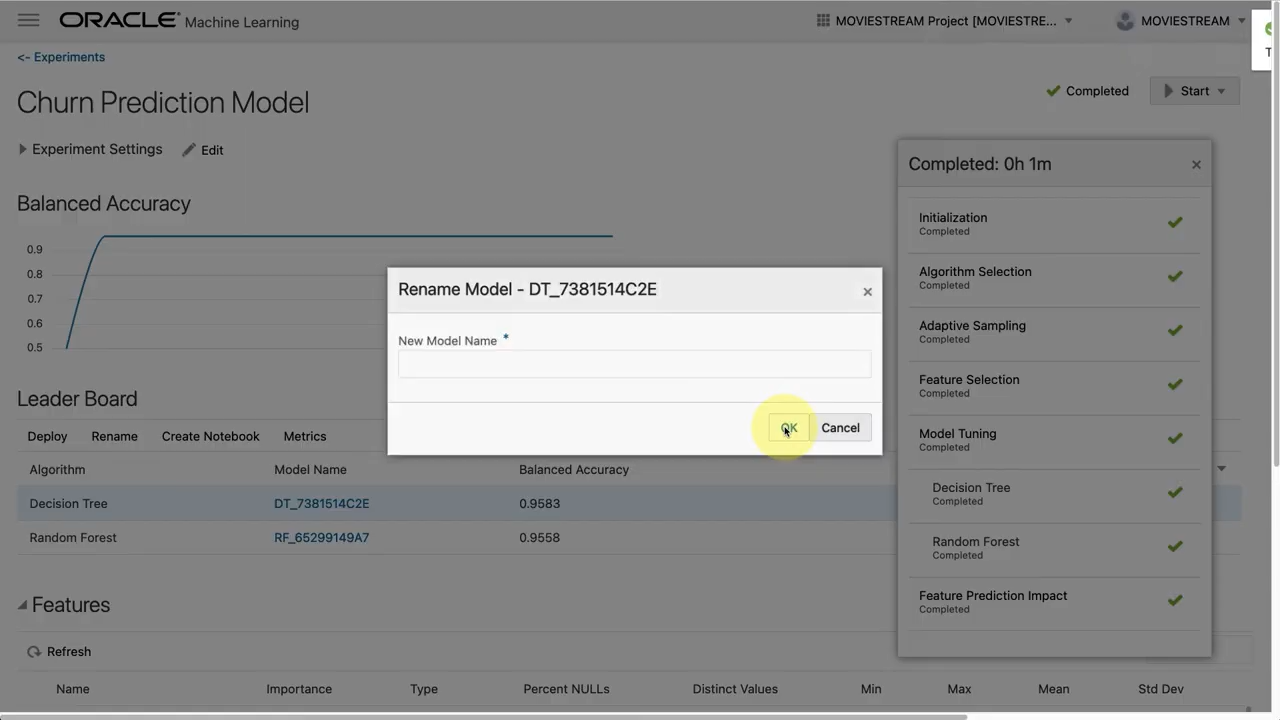 ORACLE Machine Learning
MOVIESTREAM Project [MOVIESTRE...
MOVIESTREAM
T
<- Experiments
Churn Prediction Model
Completed
Start
Experiment Settings
Edit
Completed: 0h 1m
Balanced Accuracy
0.9
0.8
0.7
0.6
0.5
Initialization
Completed
Algorithm Selection
Completed
Adaptive Sampling
Completed
Feature Selection
Completed
Model Tuning
Completed
Decision Tree
Completed
Random Forest
Completed
Feature Prediction Impact
Completed
Rename Model - DT_7381514C2E
New Model Name *
OK
Cancel
Leader Board
Deploy
Rename
Create Notebook
Metrics
Algorithm
Model Name
Balanced Accuracy
Decision Tree
DT_7381514C2E
0.9583
Random Forest
RF_65299149A7
0.9558
Features
Refresh
Name
Importance
Type
Percent NULLs
Distinct Values
Min
Max
Mean
Std Dev